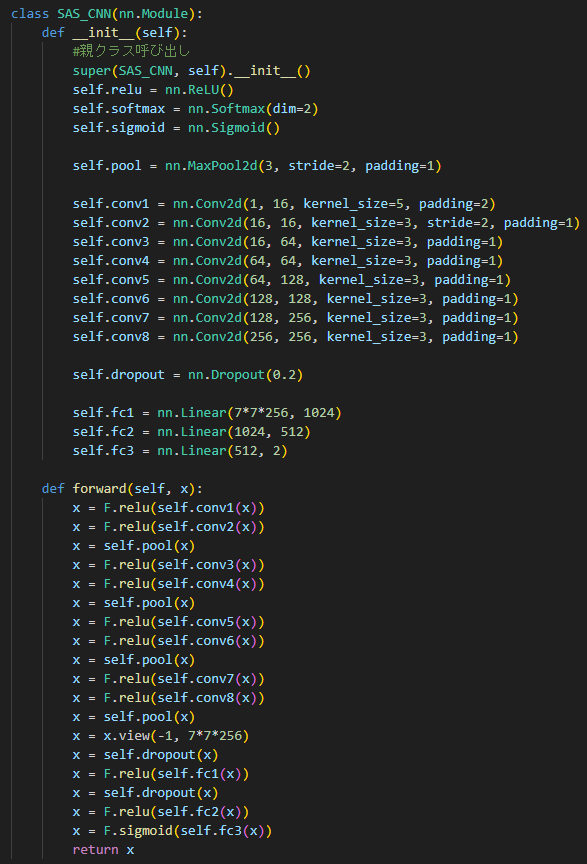 class SAS_CNN(nn.Module):
    def __init__(self):
        #親クラス呼び出し
        super(SAS_CNN, self).__init__()
        self.relu = nn.ReLU()
        self.softmax = nn.Softmax(dim=2)
        self.sigmoid = nn.Sigmoid()

        self.pool = nn.MaxPool2d(3, stride=2, padding=1)

        self.conv1 = nn.Conv2d(1, 16, kernel_size=5, padding=2)
        self.conv2 = nn.Conv2d(16, 16, kernel_size=3, stride=2, padding=1)
        self.conv3 = nn.Conv2d(16, 64, kernel_size=3, padding=1)
        self.conv4 = nn.Conv2d(64, 64, kernel_size=3, padding=1)
        self.conv5 = nn.Conv2d(64, 128, kernel_size=3, padding=1)
        self.conv6 = nn.Conv2d(128, 128, kernel_size=3, padding=1)
        self.conv7 = nn.Conv2d(128, 256, kernel_size=3, padding=1)
        self.conv8 = nn.Conv2d(256, 256, kernel_size=3, padding=1)

        self.dropout = nn.Dropout(0.2)

        self.fc1 = nn.Linear(7*7*256, 1024)
        self.fc2 = nn.Linear(1024, 512)
        self.fc3 = nn.Linear(512, 2)

    def forward(self, x):
        x = F.relu(self.conv1(x))
        x = F.relu(self.conv2(x))
        x = self.pool(x)
        x = F.relu(self.conv3(x))
        x = F.relu(self.conv4(x))
        x = self.pool(x)
        x = F.relu(self.conv5(x))
        x = F.relu(self.conv6(x))
        x = self.pool(x)
        x = F.relu(self.conv7(x))
        x = F.relu(self.conv8(x))
        x = self.pool(x)
        x = x.view(-1, 7*7*256)
        x = self.dropout(x)
        x = F.relu(self.fc1(x))
        x = self.dropout(x)
        x = F.relu(self.fc2(x))
        x = F.sigmoid(self.fc3(x))
        return x